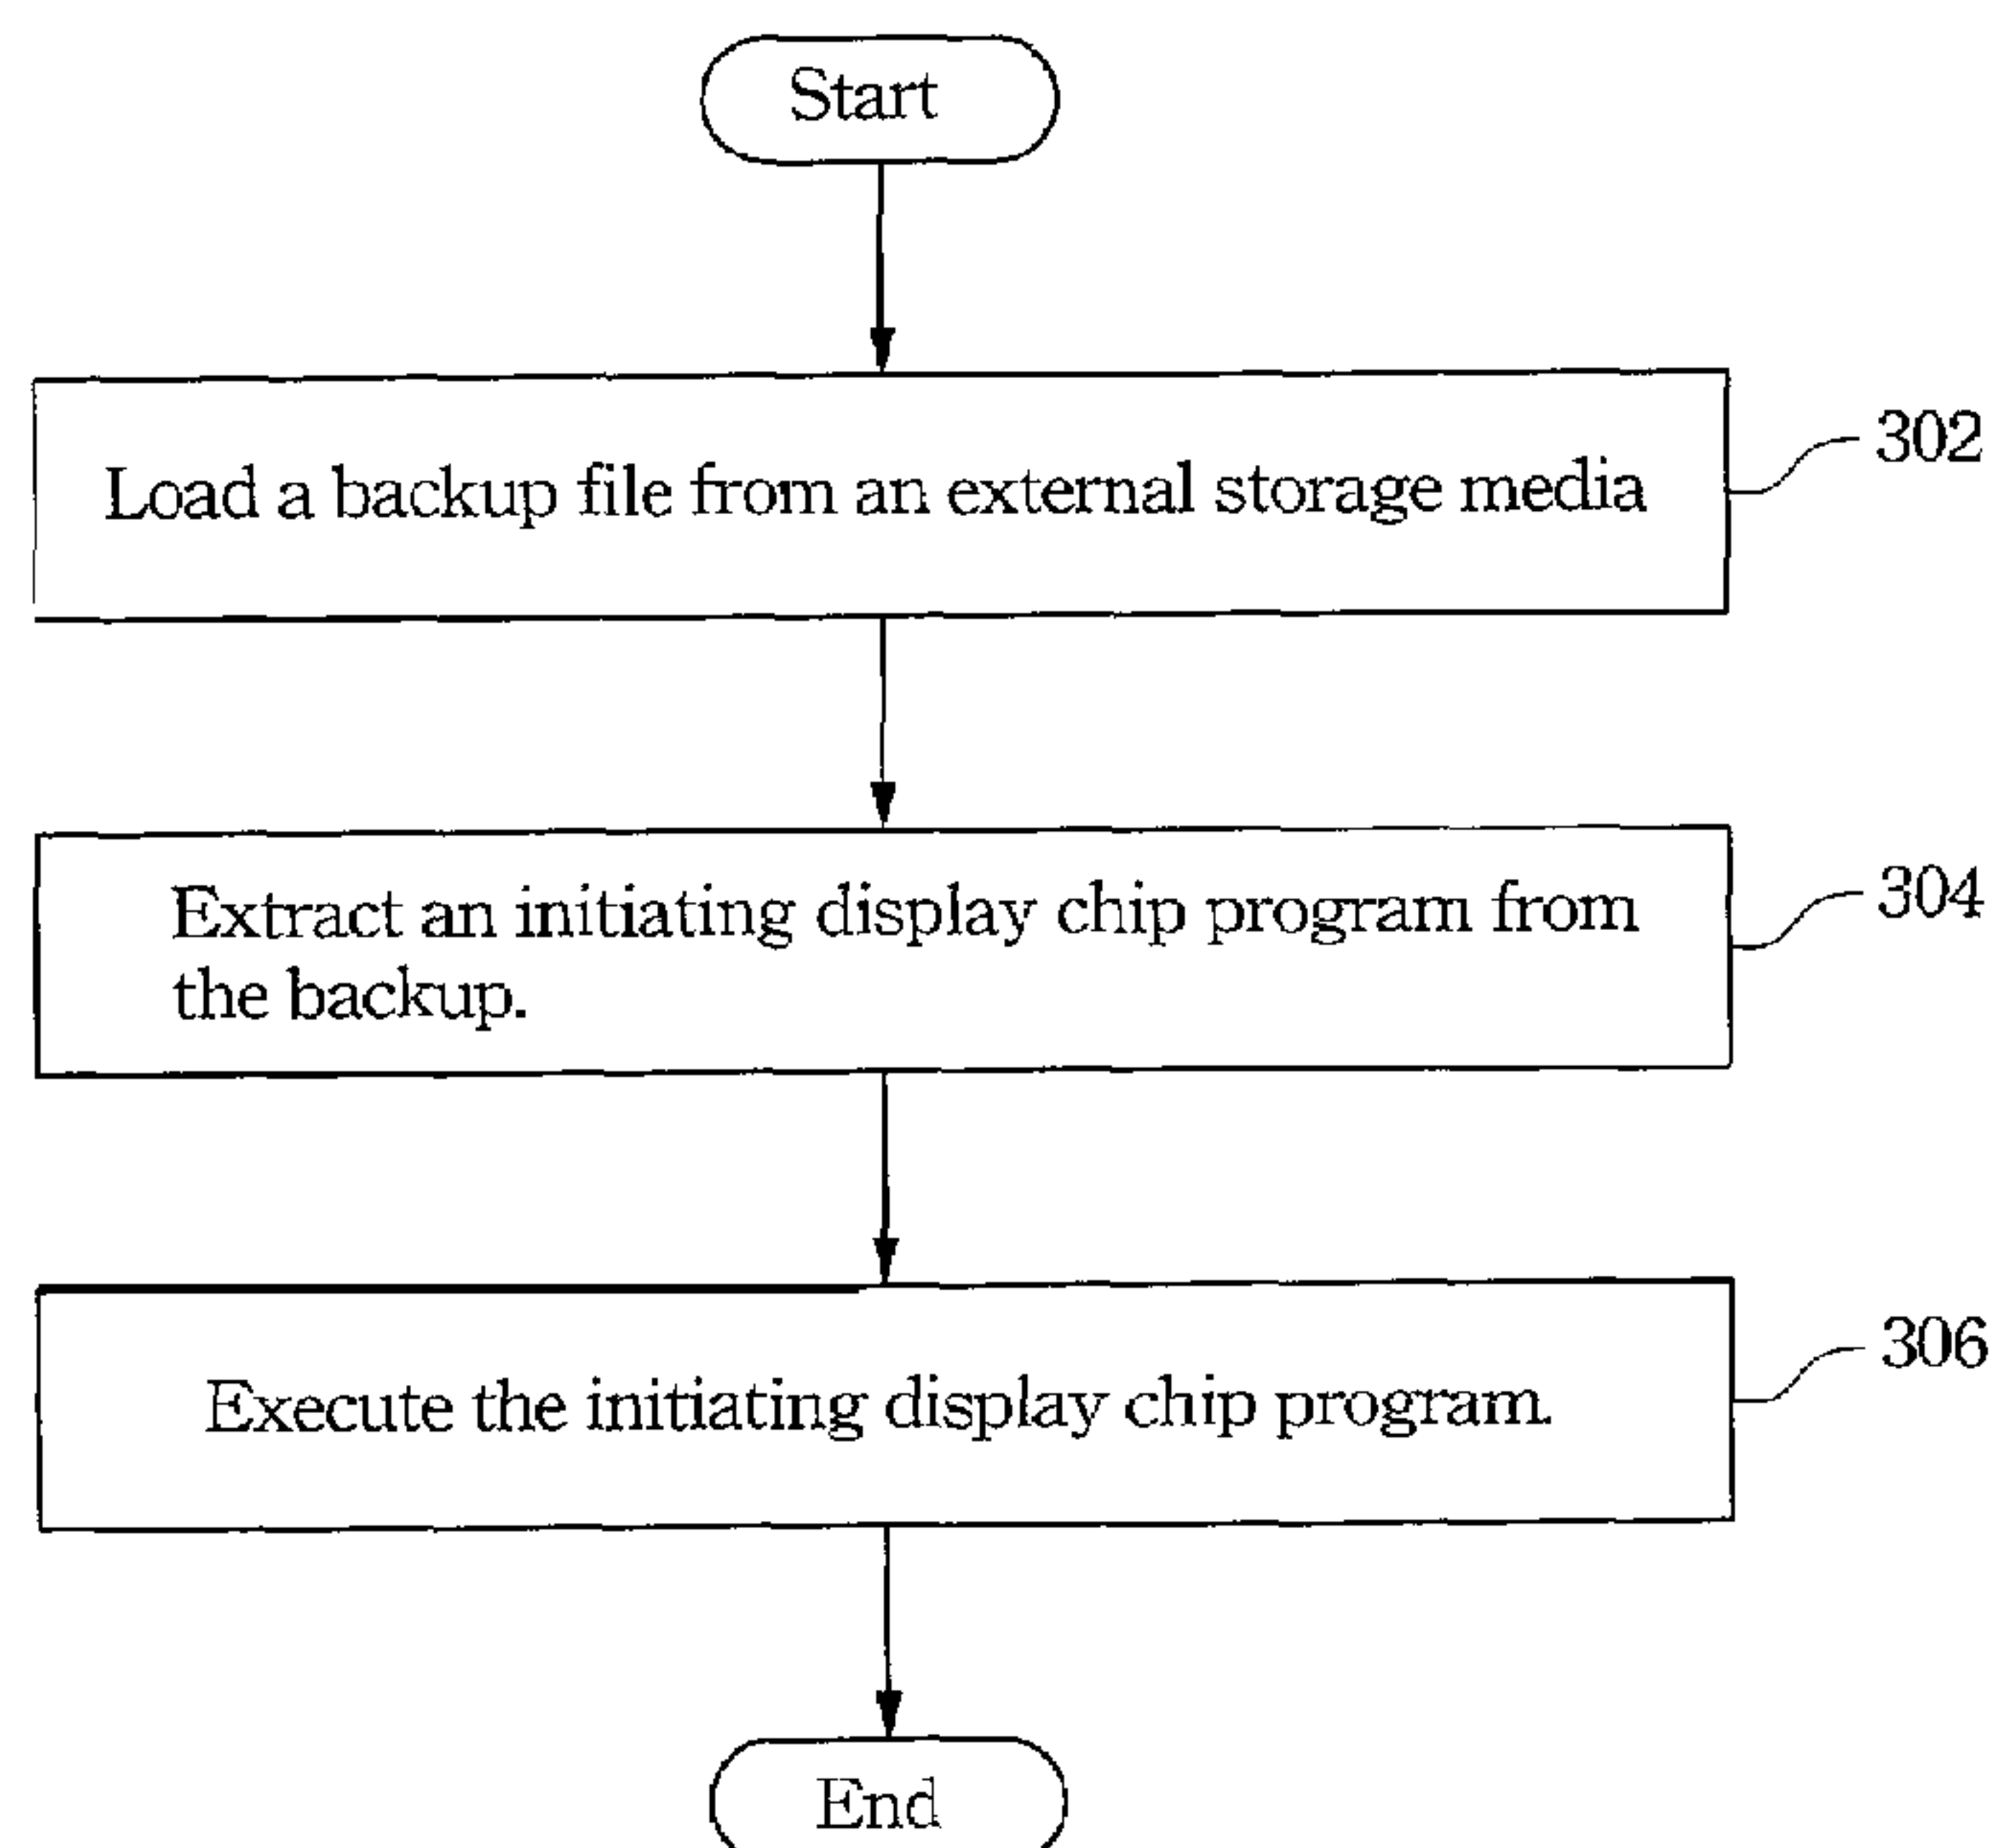 Start
Load a backup file from an external storage media
302
Extract an initiating display chip program from
the backup.
304
Execute the initiating display chip program.
306
End